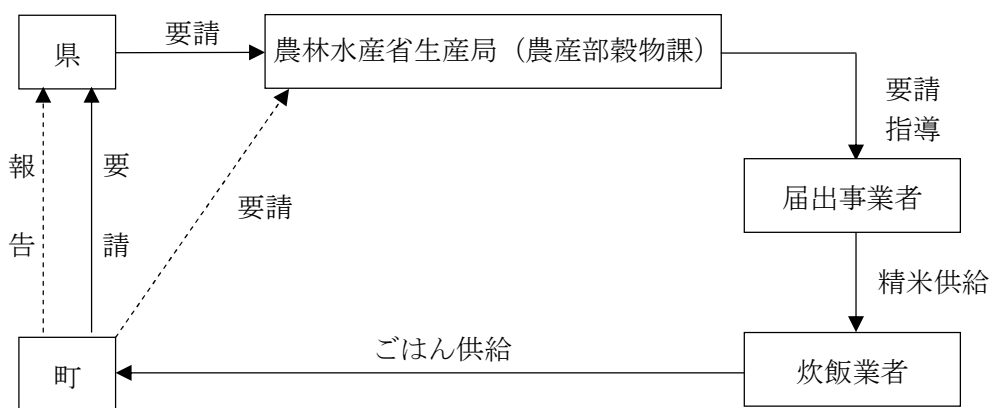 県
要請
農林水産省生産局（農産部穀物課）
要請
指導
報告
要請
要請
届出事業者
精米供給
ごはん供給
町
炊飯業者